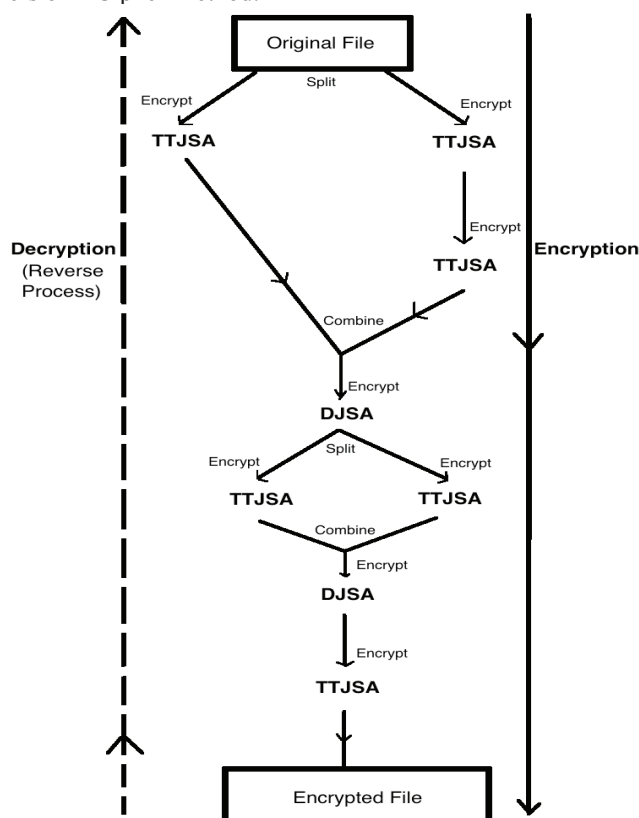 Original File
Split
Encrypt
Encrypt
TTJSA
TTJSA
Encrypt
Decryption
(Reverse
Process)
Encryption
TTJSA
Combine
Encrypt
DJSA
Split
Encrypt
Encrypt
TTJSA
TTJSA
Combine
Encrypt
DJSA
Encrypt
TTJSA
Encrypted File